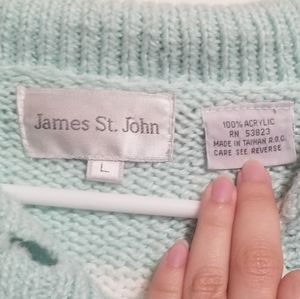 James St. John
L
100% ACRYLIC
RN 53823
MADE IN TAIWAN R.O.C.
CARE SEE REVERSE